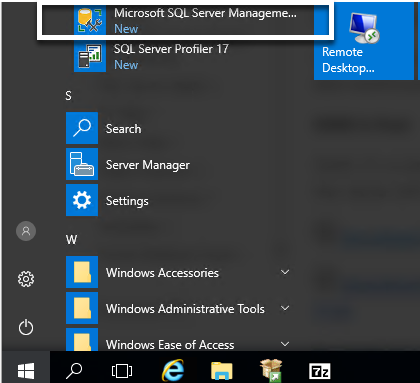 Microsoft SQL Server Manageme...
New
SQL Server Profiler 17
New
Remote
Desktop...
S
Search
Server Manager
Settings
W
Windows Accessories
Windows Administrative Tools
Windows Ease of Access
7z